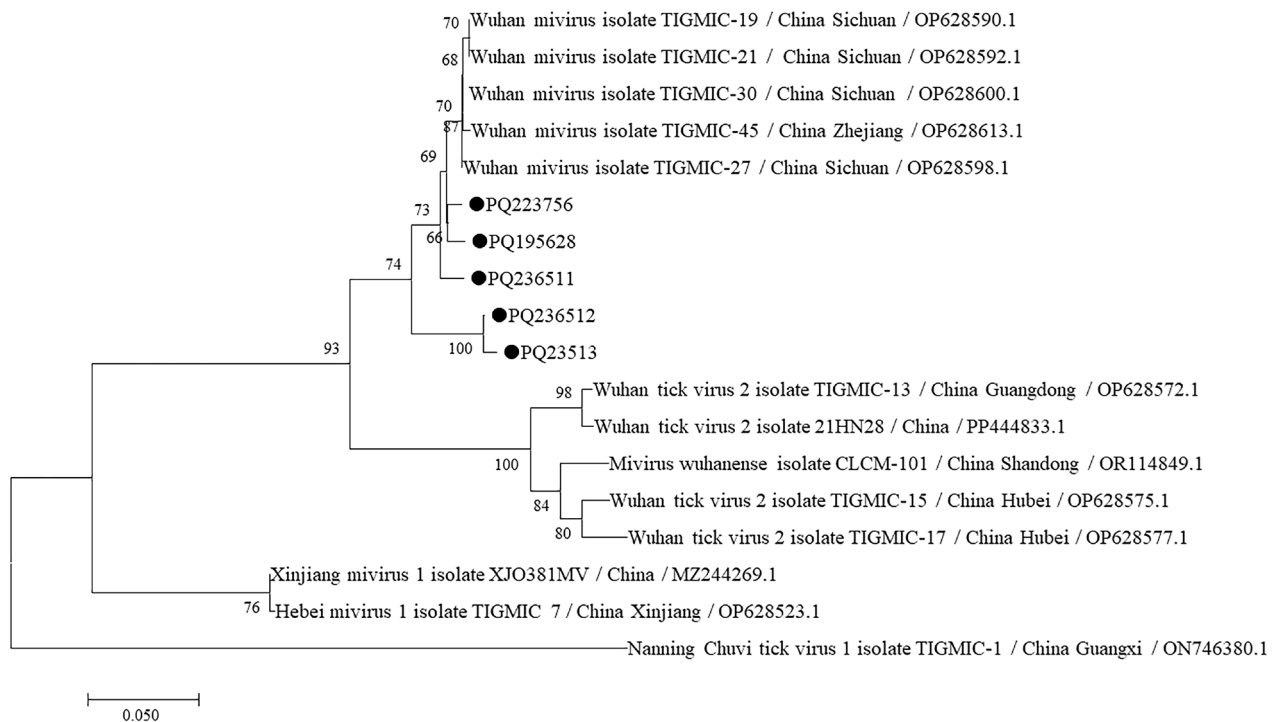 70
Wuhan mivirus isolate TIGMIC-19 / China Sichuan / OP628590.1
68
Wuhan mivirus isolate TIGMIC-21 / China Sichuan / OP628592.1
Wuhan mivirus isolate TIGMIC-30 / China Sichuan / OP628600.1
70
87
Wuhan mivirus isolate TIGMIC-45 / China Zhejiang / OP628613.1
69
Wuhan mivirus isolate TIGMIC-27 / China Sichuan / OP628598.1
PQ223756
73
66
PQ195628
74
PQ236511
PQ236512
93
100
PQ23513
98
Wuhan tick virus 2 isolate TIGMIC-13 / China Guangdong / OP628572.1
Wuhan tick virus 2 isolate 21HN28 / China / PP444833.1
100
Mivirus wuhanense isolate CLCM-101 / China Shandong / OR114849.1
84
Wuhan tick virus 2 isolate TIGMIC-15 / China Hubei / OP628575.1
80
Wuhan tick virus 2 isolate TIGMIC-17 / China Hubei / OP628577.1
Xinjiang mivirus 1 isolate XJO381MV / China / MZ244269.1
76
Hebei mivirus 1 isolate TIGMIC 7 / China Xinjiang / OP628523.1
Nanning Chuvi tick virus 1 isolate TIGMIC-1 / China Guangxi / ON746380.1
0.050